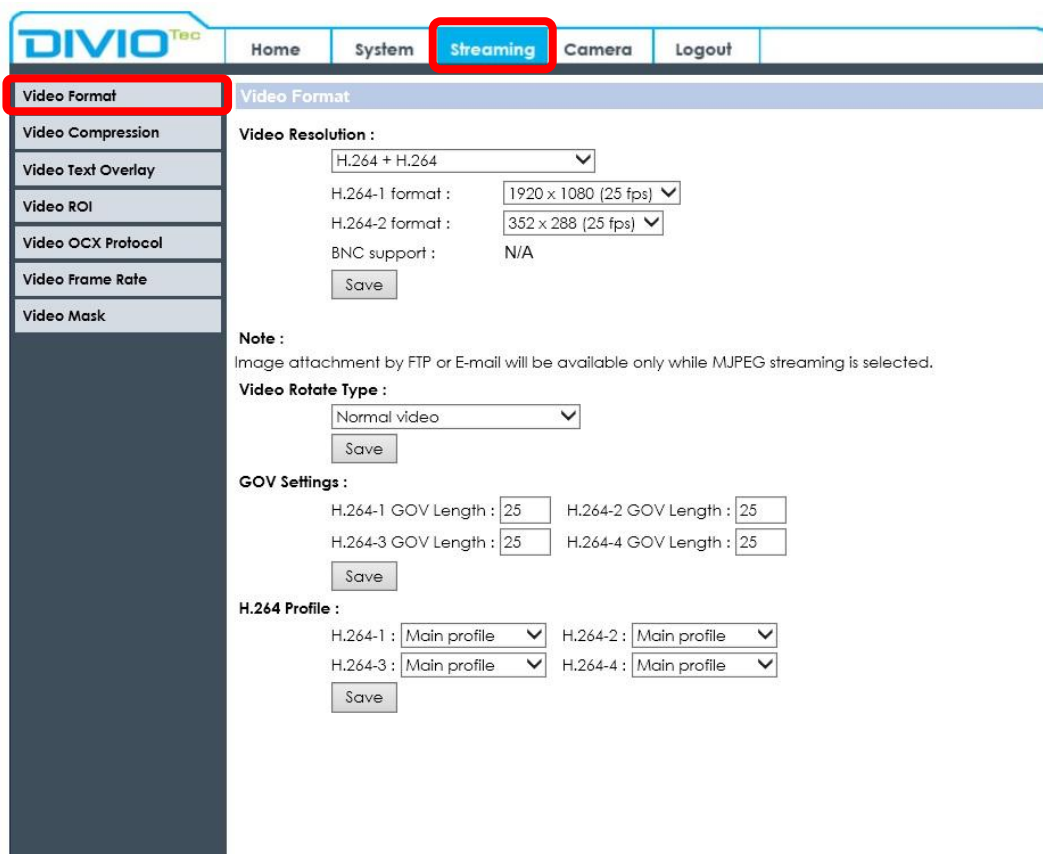 DIVIO Tec
Home System Streaming Camera Logout
Video Format
Video Compression
Video Text Overlay
Video ROI
Video OCX Protocol
Video Frame Rate
Video Mask
Video Format
Video Resolution :
H.264 + H.264
H.264-1 format : 1920 x 1080 (25 fps)
H.264-2 format : 352 x 288 (25 fps)
BNC support : N/A
Save
Note :
Image attachment by FTP or E-mail will be available only while MJPEG streaming is selected.
Video Rotate Type :
Normal video
Save
GOV Settings :
H.264-1 GOV Length : 25 H.264-2 GOV Length : 25
H.264-3 GOV Length : 25 H.264-4 GOV Length : 25
Save
H.264 Profile :
H.264-1 : Main profile H.264-2 : Main profile
H.264-3 : Main profile H.264-4 : Main profile
Save